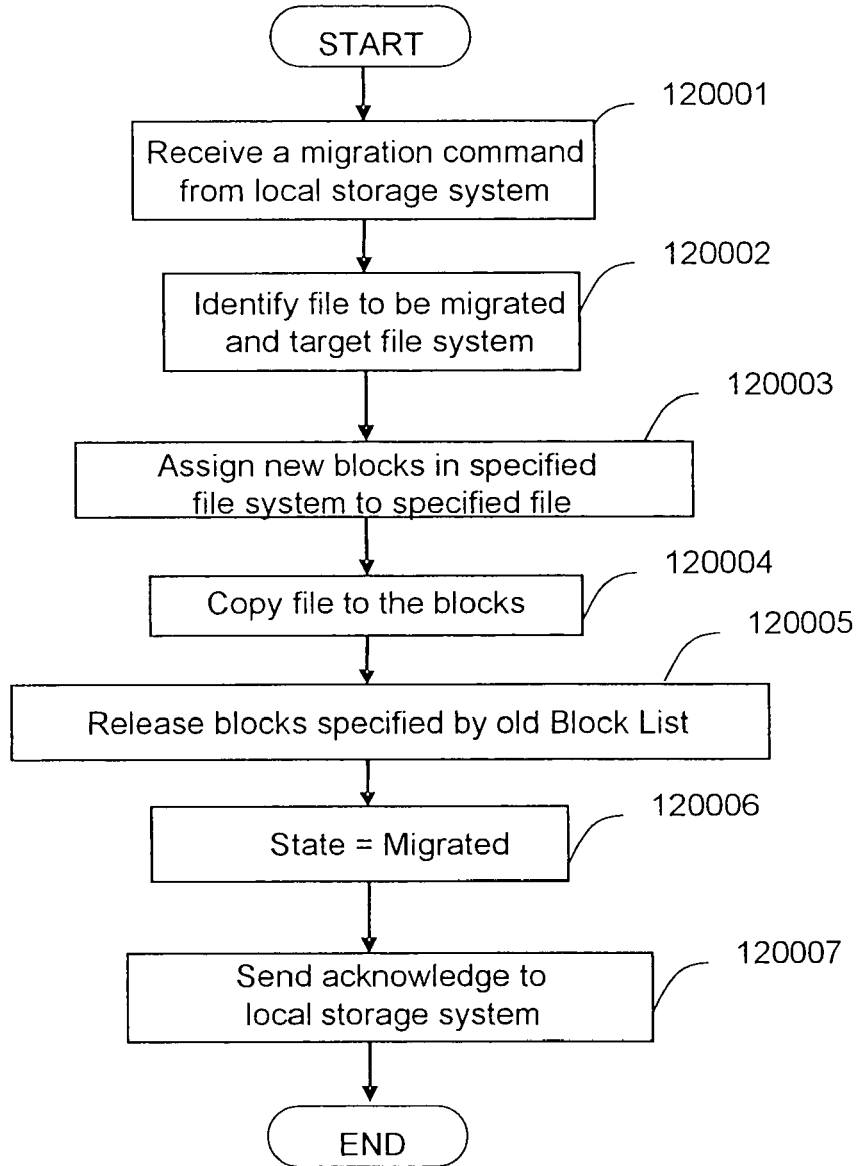 START
120001
Receive a migration command
from local storage system
120002
Identify file to be migrated
and target file system
120003
Assign new blocks in specified
file system to specified file
120004
Copy file to the blocks
120005
Release blocks specified by old Block List
120006
State = Migrated
120007
Send acknowledge to
local storage system
END